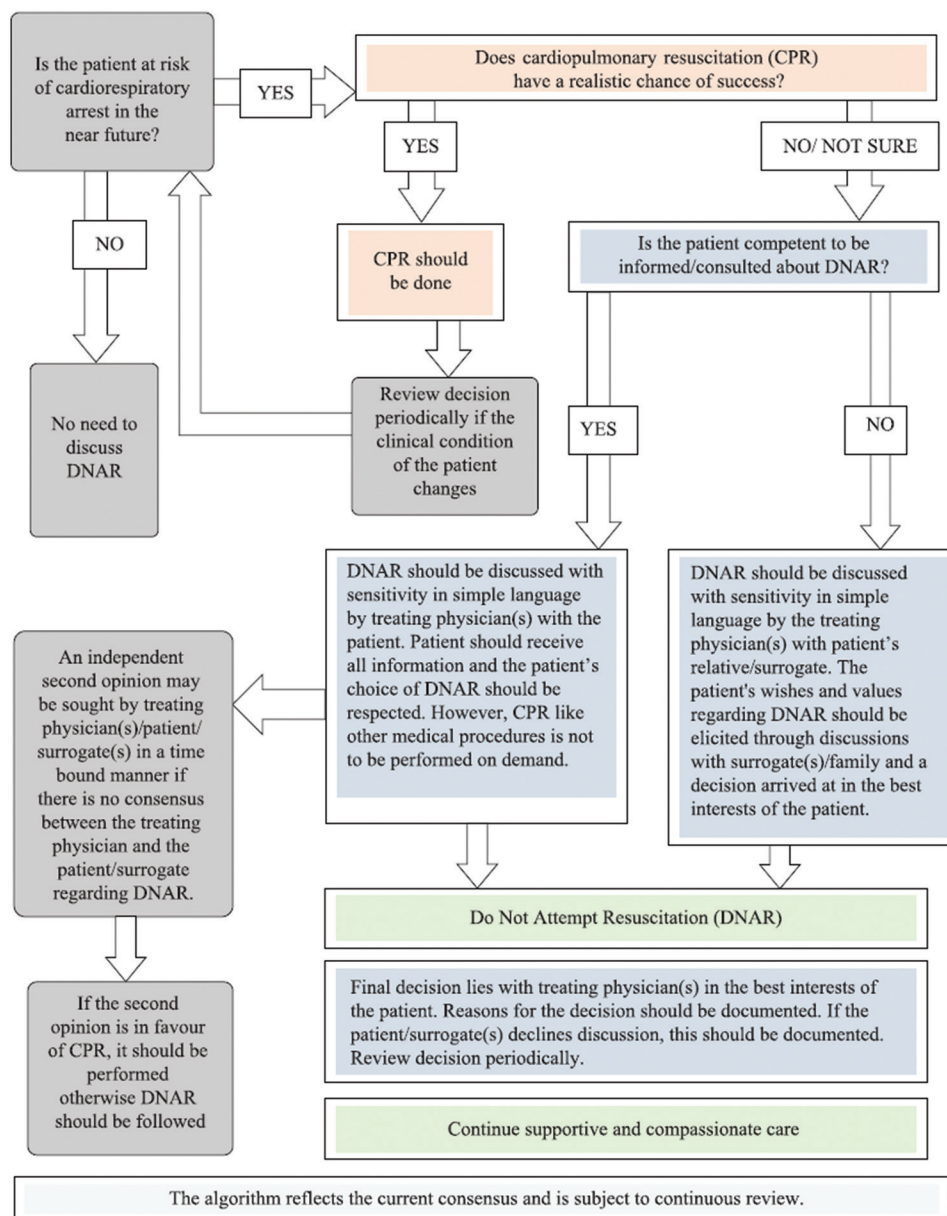 Is the patient at risk
of cardiorespiratory
arrest in the
near future?
YES
Does cardiopulmonary resuscitation (CPR)
have a realistic chance of success?
YES
NO/ NOT SURE
NO
CPR should
be done
Is the patient competent to be
informed/consulted about DNAR?
No need to
discuss
DNAR
Review decision
periodically if the
clinical condition
of the patient
changes
YES
NO
DNAR should be discussed with
sensitivity in simple language
by treating physician(s) with the
patient. Patient should receive
all information and the patient’s
choice of DNAR should be
respected. However, CPR like
other medical procedures is not
to be performed on demand.
DNAR should be discussed
with sensitivity in simple
language by the treating
physician(s) with patient’s
relative/surrogate. The
patient's wishes and values
regarding DNAR should be
elicited through discussions
with surrogate(s)/family and a
decision arrived at in the best
interests of the patient.
An independent
second opinion may
be sought by treating
physician(s)/patient/
surrogate(s) in a time
bound manner if
there is no consensus
between the treating
physician and the
patient/surrogate
regarding DNAR.
Do Not Attempt Resuscitation (DNAR)
Final decision lies with treating physician(s) in the best interests of
the patient. Reasons for the decision should be documented. If the
patient/surrogate(s) declines discussion, this should be documented.
Review decision periodically.
If the second
opinion is in favour
of CPR, it should be
performed
otherwise DNAR
should be followed
Continue supportive and compassionate care
The algorithm reflects the current consensus and is subject to continuous review.